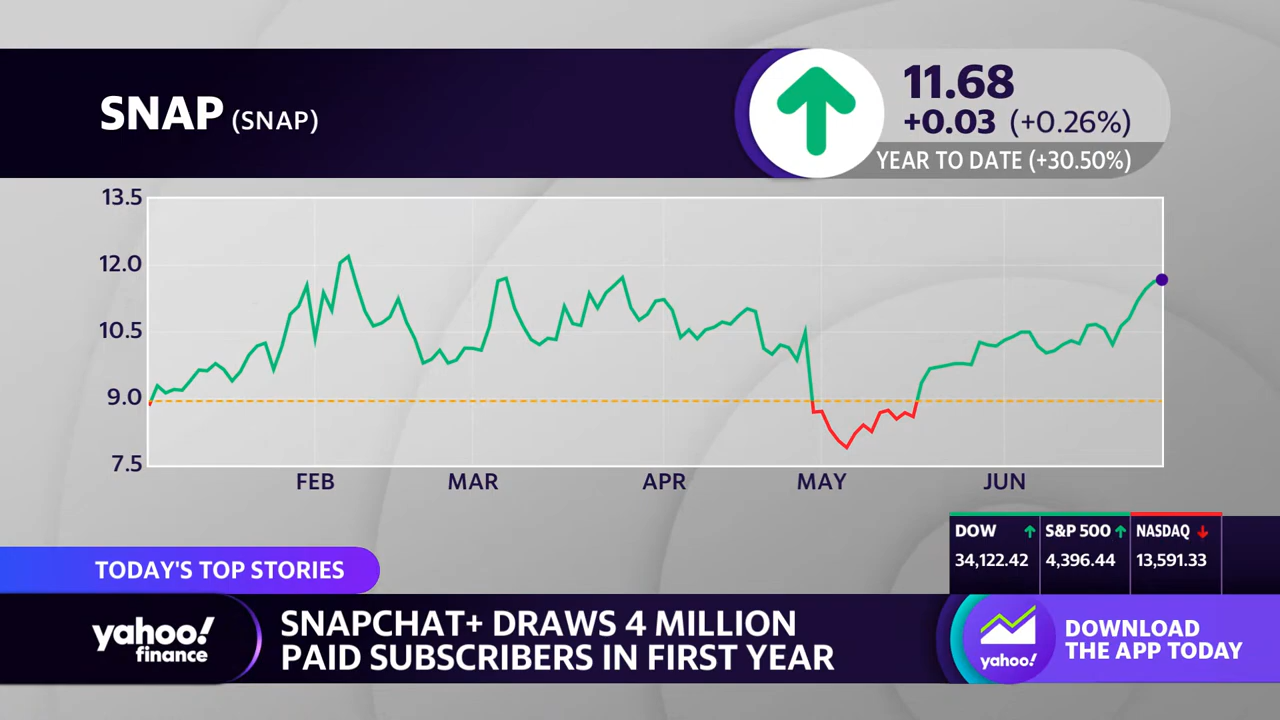 SNAP (SNAP)
11.68
+0.03 (+0.26%)
YEAR TO DATE (+30.50%)
13.5
12.0
10.5
9.0
7.5
FEB MAR APR MAY JUN
DOW S&P 500 NASDAQ
34,122.42 4,396.44 13,591.33
TODAY'S TOP STORIES
yahoo!
finance
SNAPCHAT+ DRAWS 4 MILLION
PAID SUBSCRIBERS IN FIRST YEAR
yahoo!
DOWNLOAD
THE APP TODAY